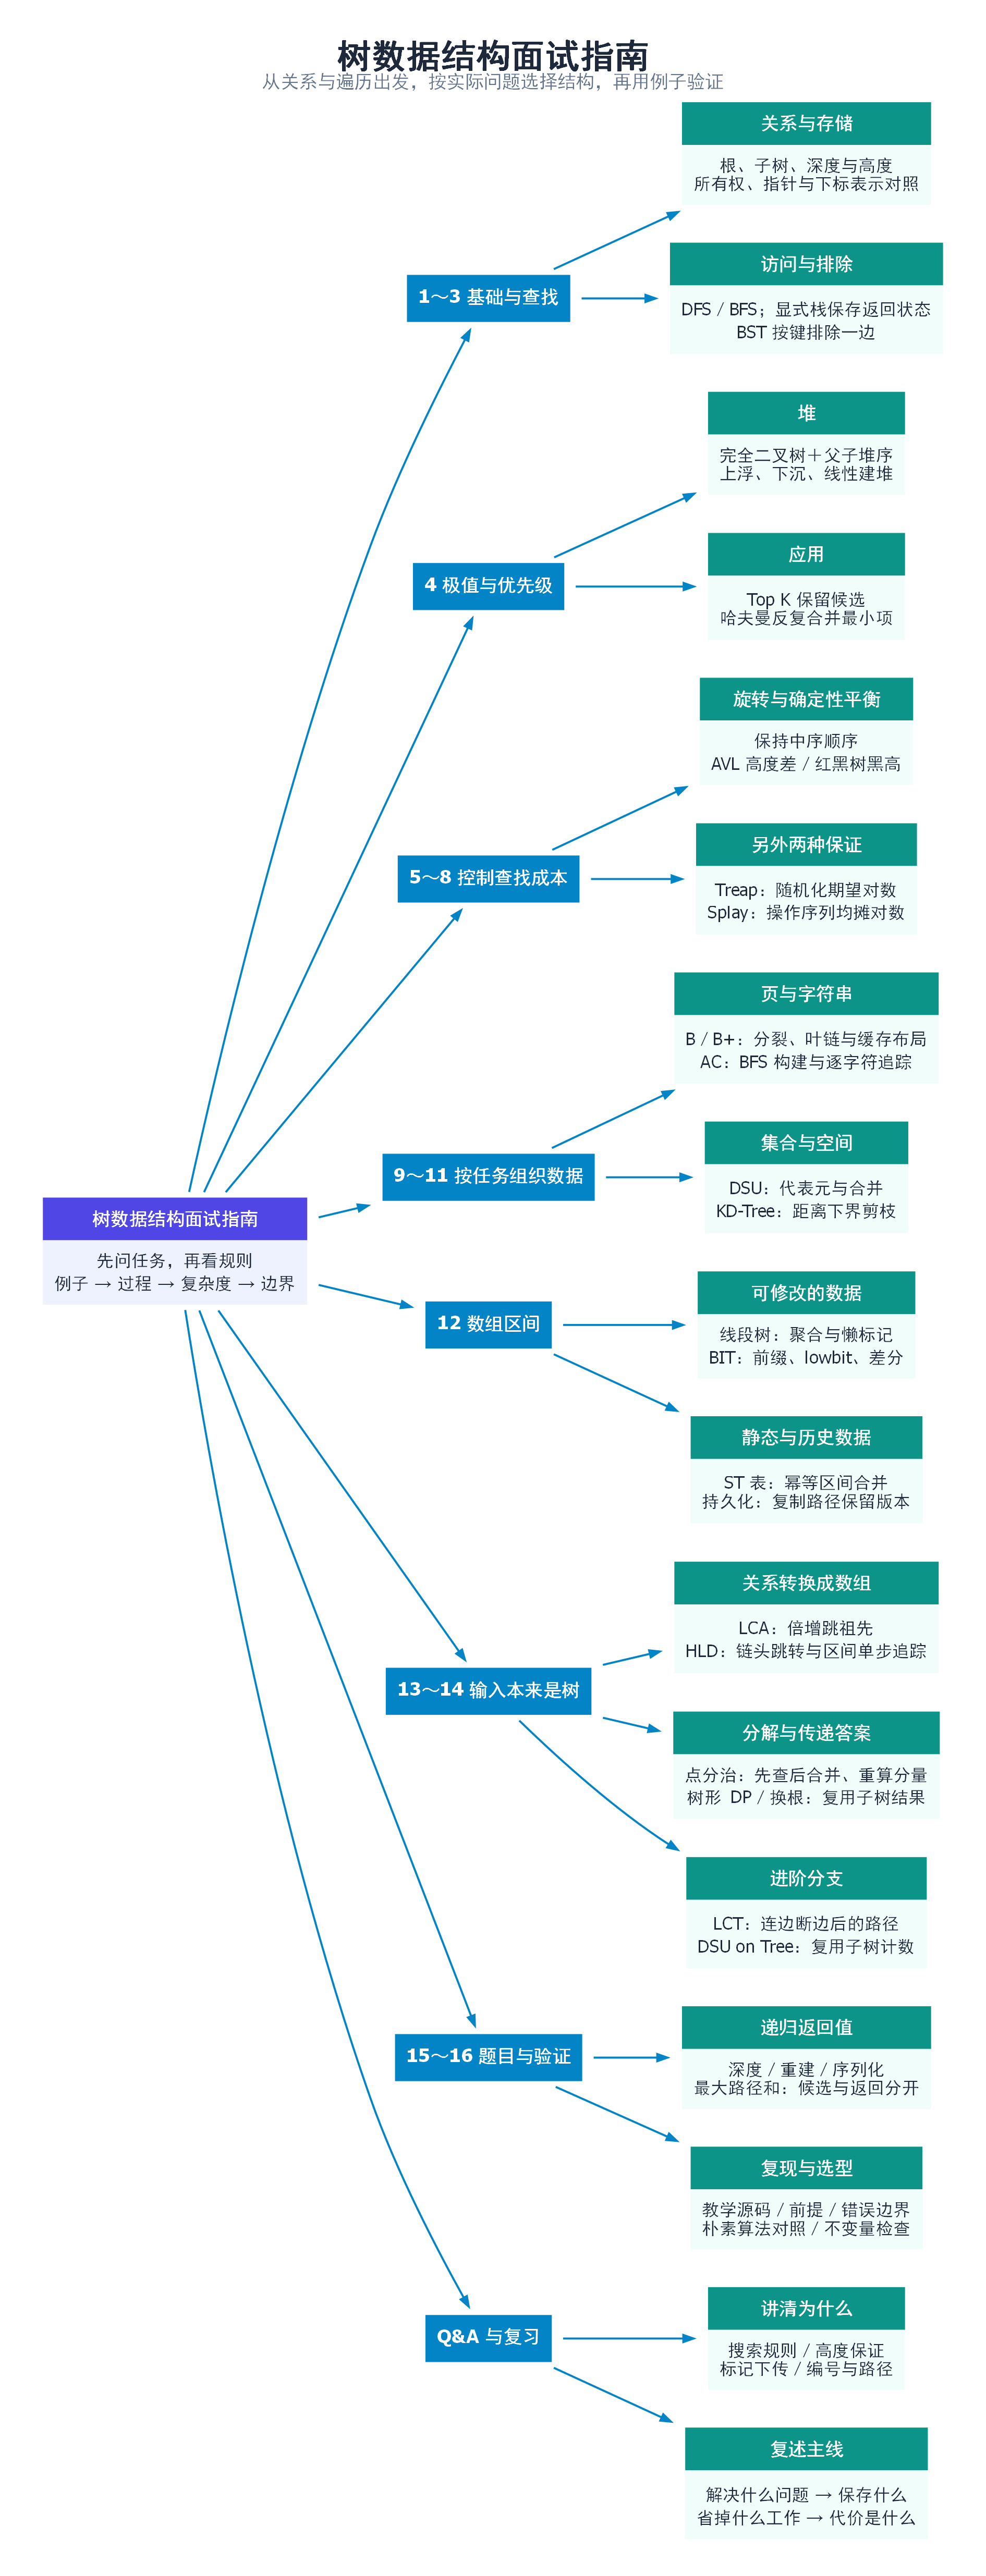 树数据结构面试指南
从关系与遍历出发，按实际问题选择结构，再用例子验证
关系与存储
根、子树、深度与高度
所有权、指针与下标表示对照
1～3 基础与查找
访问与排除
DFS / BFS；显式栈保存返回状态
BST 按键排除一边
堆
完全二叉树＋父子堆序
上浮、下沉、线性建堆
4 极值与优先级
应用
Top K 保留候选
哈夫曼反复合并最小项
旋转与确定性平衡
保持中序顺序
AVL 高度差 / 红黑树黑高
5～8 控制查找成本
另外两种保证
Treap：随机化期望对数
Splay：操作序列均摊对数
页与字符串
B / B+：分裂、叶链与缓存布局
AC：BFS 构建与逐字符追踪
9～11 按任务组织数据
集合与空间
DSU：代表元与合并
KD-Tree：距离下界剪枝
树数据结构面试指南
先问任务，再看规则
例子 → 过程 → 复杂度 → 边界
12 数组区间
可修改的数据
线段树：聚合与懒标记
BIT：前缀、lowbit、差分
静态与历史数据
ST 表：幂等区间合并
持久化：复制路径保留版本
关系转换成数组
LCA：倍增跳祖先
HLD：链头跳转与区间单步追踪
13～14 输入本来是树
分解与传递答案
点分治：先查后合并、重算分量
树形 DP / 换根：复用子树结果
进阶分支
LCT：连边断边后的路径
DSU on Tree：复用子树计数
递归返回值
深度 / 重建 / 序列化
最大路径和：候选与返回分开
15～16 题目与验证
复现与选型
教学源码 / 前提 / 错误边界
朴素算法对照 / 不变量检查
讲清为什么
搜索规则 / 高度保证
标记下传 / 编号与路径
Q&A 与复习
复述主线
解决什么问题 → 保存什么
省掉什么工作 → 代价是什么